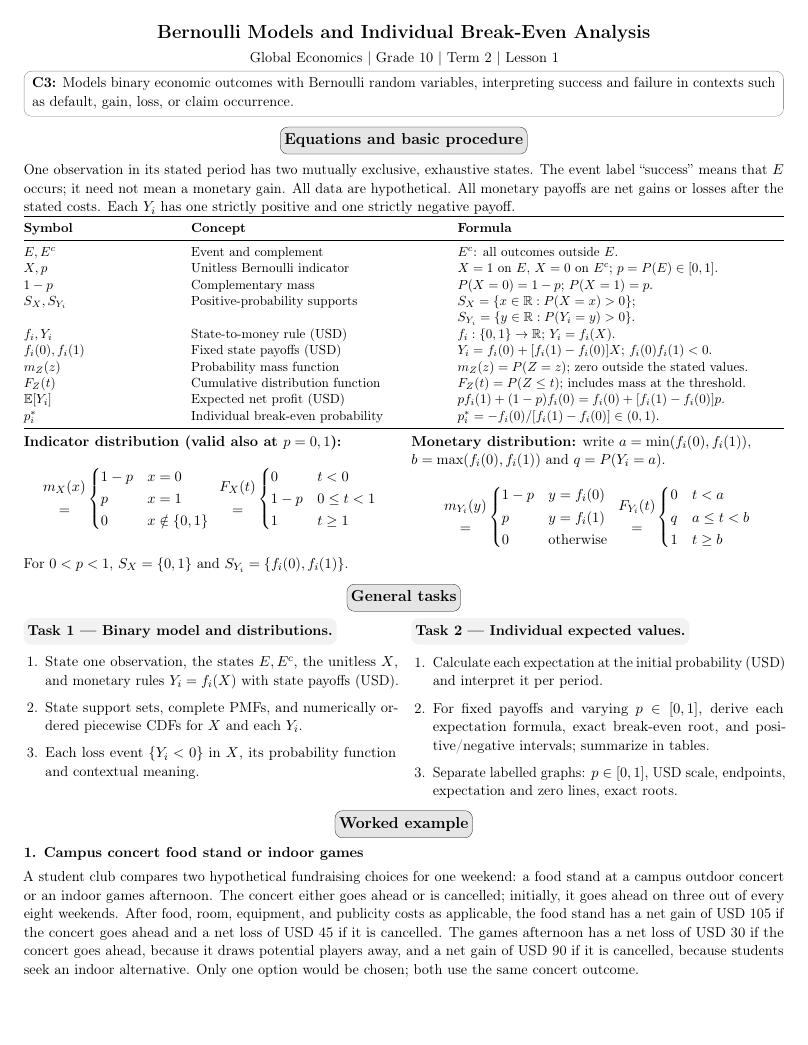 Bernoulli Models and Individual Break-Even Analysis
Global Economics | Grade 10 | Term 2 | Lesson 1
C3: Models binary economic outcomes with Bernoulli random variables, interpreting success and failure in contexts such
as default, gain, loss, or claim occurrence.
Equations and basic procedure
One observation in its stated period has two mutually exclusive, exhaustive states. The event label “success” means that E
occurs; it need not mean a monetary gain. All data are hypothetical. All monetary payoffs are net gains or losses after the
stated costs. Each Y_i has one strictly positive and one strictly negative payoff.
Symbol Concept Formula
E, E^c Event and complement E^c: all outcomes outside E.
X, p Unitless Bernoulli indicator X = 1 on E, X = 0 on E^c; p = P(E) ∈ [0, 1].
1 − p Complementary mass P(X = 0) = 1 − p; P(X = 1) = p.
S_X, S_{Y_i} Positive-probability supports S_X = {x ∈ ℝ : P(X = x) > 0};
S_{Y_i} = {y ∈ ℝ : P(Y_i = y) > 0}.
f_i, Y_i State-to-money rule (USD) f_i : {0, 1} → ℝ; Y_i = f_i(X).
f_i(0), f_i(1) Fixed state payoffs (USD) Y_i = f_i(0) + [f_i(1) − f_i(0)]X; f_i(0)f_i(1) < 0.
m_Z(z) Probability mass function m_Z(z) = P(Z = z); zero outside the stated values.
F_Z(t) Cumulative distribution function F_Z(t) = P(Z ≤ t); includes mass at the threshold.
𝔼[Y_i] Expected net profit (USD) pf_i(1) + (1 − p)f_i(0) = f_i(0) + [f_i(1) − f_i(0)]p.
p_i^* Individual break-even probability p_i^* = −f_i(0)/[f_i(1) − f_i(0)] ∈ (0, 1).
Indicator distribution (valid also at p = 0, 1):
m_X(x) = { 1 − p x = 0
p x = 1
0 x ∉ {0, 1}
F_X(t) = { 0 t < 0
1 − p 0 ≤ t < 1
1 t ≥ 1
For 0 < p < 1, S_X = {0, 1} and S_{Y_i} = {f_i(0), f_i(1)}.
Monetary distribution: write a = min(f_i(0), f_i(1)),
b = max(f_i(0), f_i(1)) and q = P(Y_i = a).
m_{Y_i}(y) = { 1 − p y = f_i(0)
p y = f_i(1)
0 otherwise
F_{Y_i}(t) = { 0 t < a
q a ≤ t < b
1 t ≥ b
General tasks
Task 1 — Binary model and distributions.
1. State one observation, the states E, E^c, the unitless X,
and monetary rules Y_i = f_i(X) with state payoffs (USD).
2. State support sets, complete PMFs, and numerically or-
dered piecewise CDFs for X and each Y_i.
3. Each loss event {Y_i < 0} in X, its probability function
and contextual meaning.
Task 2 — Individual expected values.
1. Calculate each expectation at the initial probability (USD)
and interpret it per period.
2. For fixed payoffs and varying p ∈ [0, 1], derive each
expectation formula, exact break-even root, and posi-
tive/negative intervals; summarize in tables.
3. Separate labelled graphs: p ∈ [0, 1], USD scale, endpoints,
expectation and zero lines, exact roots.
Worked example
1. Campus concert food stand or indoor games
A student club compares two hypothetical fundraising choices for one weekend: a food stand at a campus outdoor concert
or an indoor games afternoon. The concert either goes ahead or is cancelled; initially, it goes ahead on three out of every
eight weekends. After food, room, equipment, and publicity costs as applicable, the food stand has a net gain of USD 105 if
the concert goes ahead and a net loss of USD 45 if it is cancelled. The games afternoon has a net loss of USD 30 if the
concert goes ahead, because it draws potential players away, and a net gain of USD 90 if it is cancelled, because students
seek an indoor alternative. Only one option would be chosen; both use the same concert outcome.